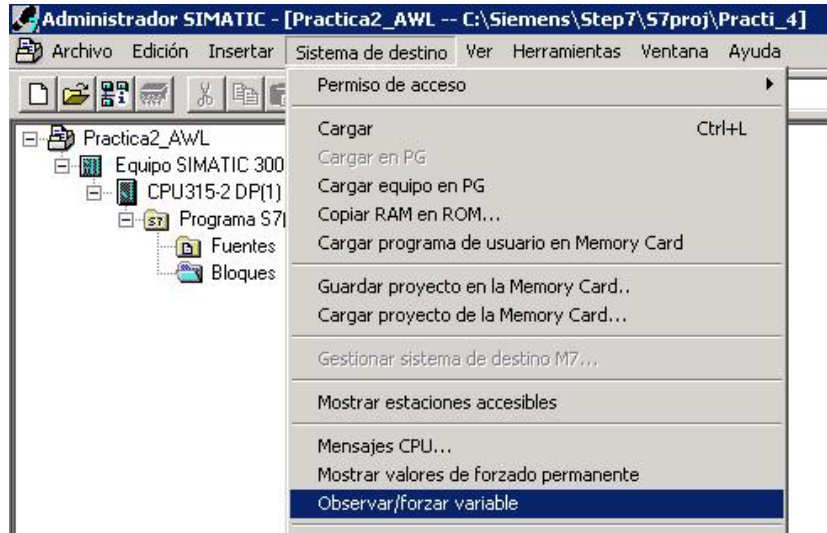 Administrador SIMATIC - [Practica2_AWL -- C:\Siemens\Step7\S7proj\Practi_4]
Archivo Edición Insertar Sistema de destino Ver Herramientas Ventana Ayuda
Permiso de acceso
Cargar Ctrl+L
Cargar en PG
Cargar equipo en PG
Copiar RAM en ROM...
Cargar programa de usuario en Memory Card
Guardar proyecto en la Memory Card..
Cargar proyecto de la Memory Card...
Gestionar sistema de destino M7...
Mostrar estaciones accesibles
Mensajes CPU...
Mostrar valores de forzado permanente
Observar/forzar variable
Practica2_AWL
Equipo SIMATIC 300
CPU315-2 DP(1)
S7 Programa S7(
Fuentes
Bloques